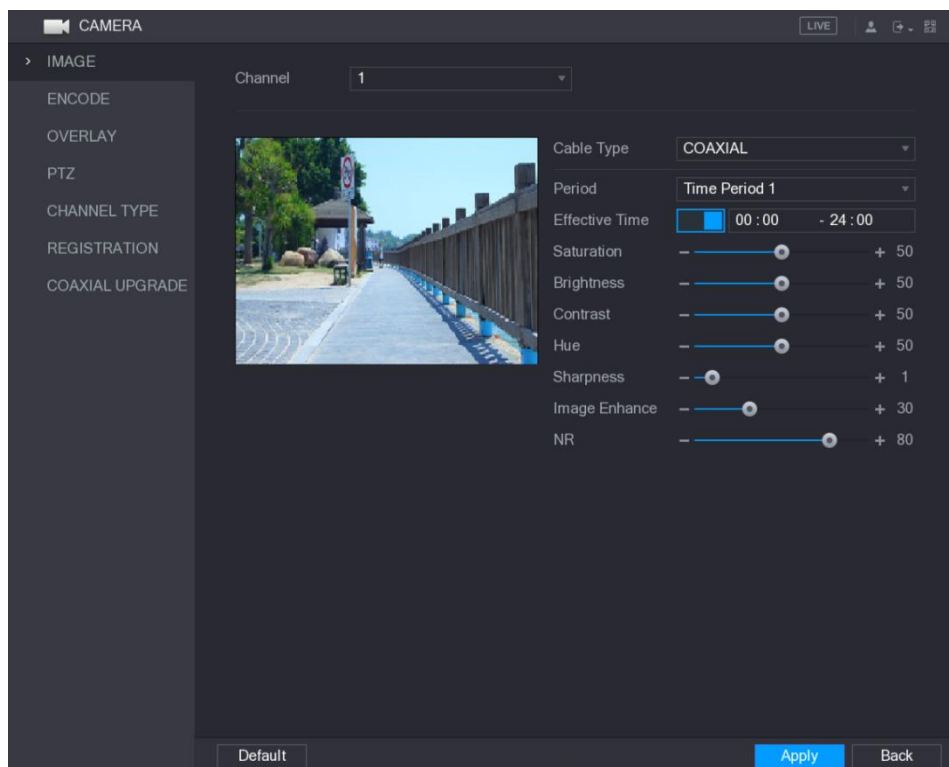 CAMERA
LIVE
IMAGE
ENCODE
OVERLAY
PTZ
CHANNEL TYPE
REGISTRATION
COAXIAL UPGRADE
Channel 1
Cable Type COAXIAL
Period Time Period 1
Effective Time 00 : 00 - 24 : 00
Saturation - + 50
Brightness - + 50
Contrast - + 50
Hue - + 50
Sharpness - + 1
Image Enhance - + 30
NR - + 80
Default
Apply
Back